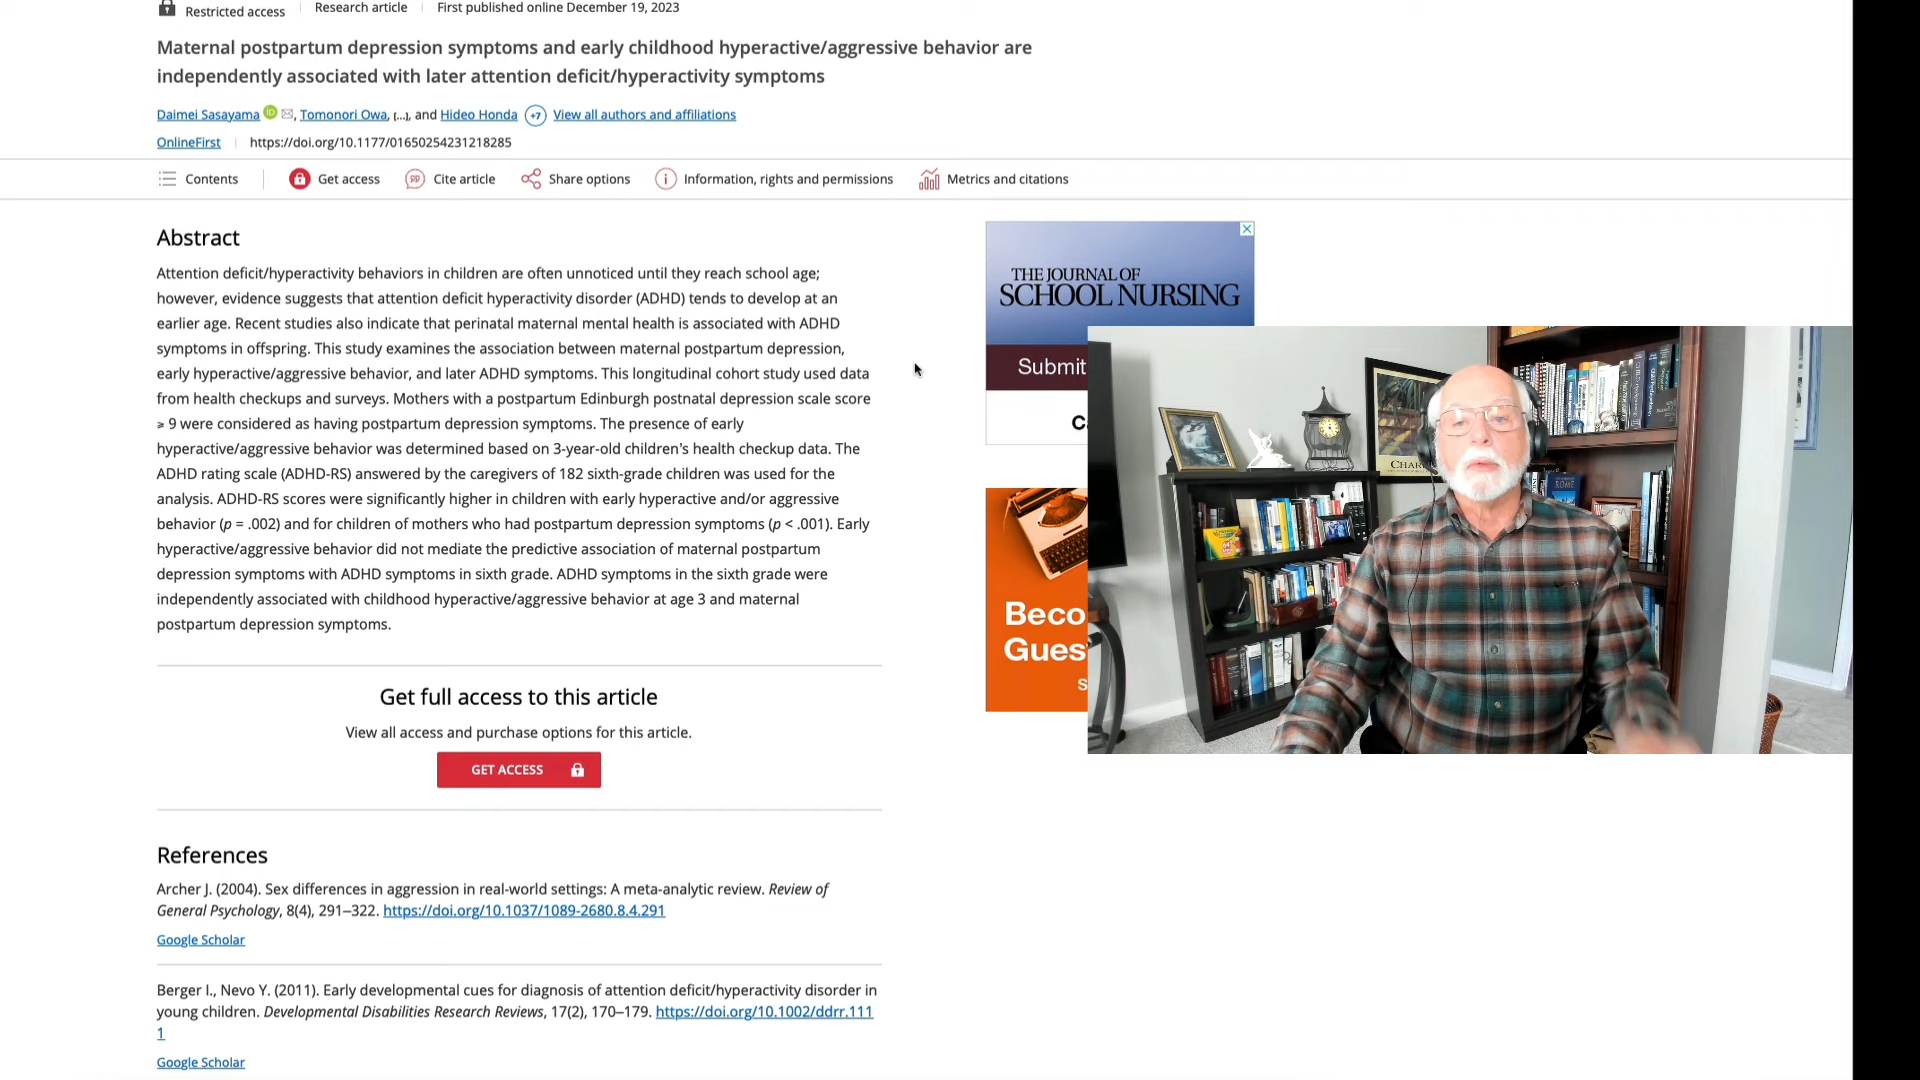 Restricted access
Research article
First published online December 19, 2023
Maternal postpartum depression symptoms and early childhood hyperactive/aggressive behavior are
independently associated with later attention deficit/hyperactivity symptoms
Daimei Sasayama iD, Tomonori Owa, [...], and Hideo Honda +7 View all authors and affiliations
OnlineFirst
https://doi.org/10.1177/01650254231218285
Contents
Get access
Cite article
Share options
Information, rights and permissions
Metrics and citations
Abstract
Attention deficit/hyperactivity behaviors in children are often unnoticed until they reach school age;
however, evidence suggests that attention deficit hyperactivity disorder (ADHD) tends to develop at an
earlier age. Recent studies also indicate that perinatal maternal mental health is associated with ADHD
symptoms in offspring. This study examines the association between maternal postpartum depression,
early hyperactive/aggressive behavior, and later ADHD symptoms. This longitudinal cohort study used data
from health checkups and surveys. Mothers with a postpartum Edinburgh postnatal depression scale score
⩾ 9 were considered as having postpartum depression symptoms. The presence of early
hyperactive/aggressive behavior was determined based on 3-year-old children's health checkup data. The
ADHD rating scale (ADHD-RS) answered by the caregivers of 182 sixth-grade children was used for the
analysis. ADHD-RS scores were significantly higher in children with early hyperactive and/or aggressive
behavior (p = .002) and for children of mothers who had postpartum depression symptoms (p < .001). Early
hyperactive/aggressive behavior did not mediate the predictive association of maternal postpartum
depression symptoms with ADHD symptoms in sixth grade. ADHD symptoms in the sixth grade were
independently associated with childhood hyperactive/aggressive behavior at age 3 and maternal
postpartum depression symptoms.
Get full access to this article
View all access and purchase options for this article.
GET ACCESS
References
Archer J. (2004). Sex differences in aggression in real-world settings: A meta-analytic review. Review of
General Psychology, 8(4), 291–322. https://doi.org/10.1037/1089-2680.8.4.291
Google Scholar
Berger I., Nevo Y. (2011). Early developmental cues for diagnosis of attention deficit/hyperactivity disorder in
young children. Developmental Disabilities Research Reviews, 17(2), 170–179. https://doi.org/10.1002/ddrr.111
1
Google Scholar
THE JOURNAL OF
SCHOOL NURSING
Submit
C
Beco
Gues
S
CHAR
ROME